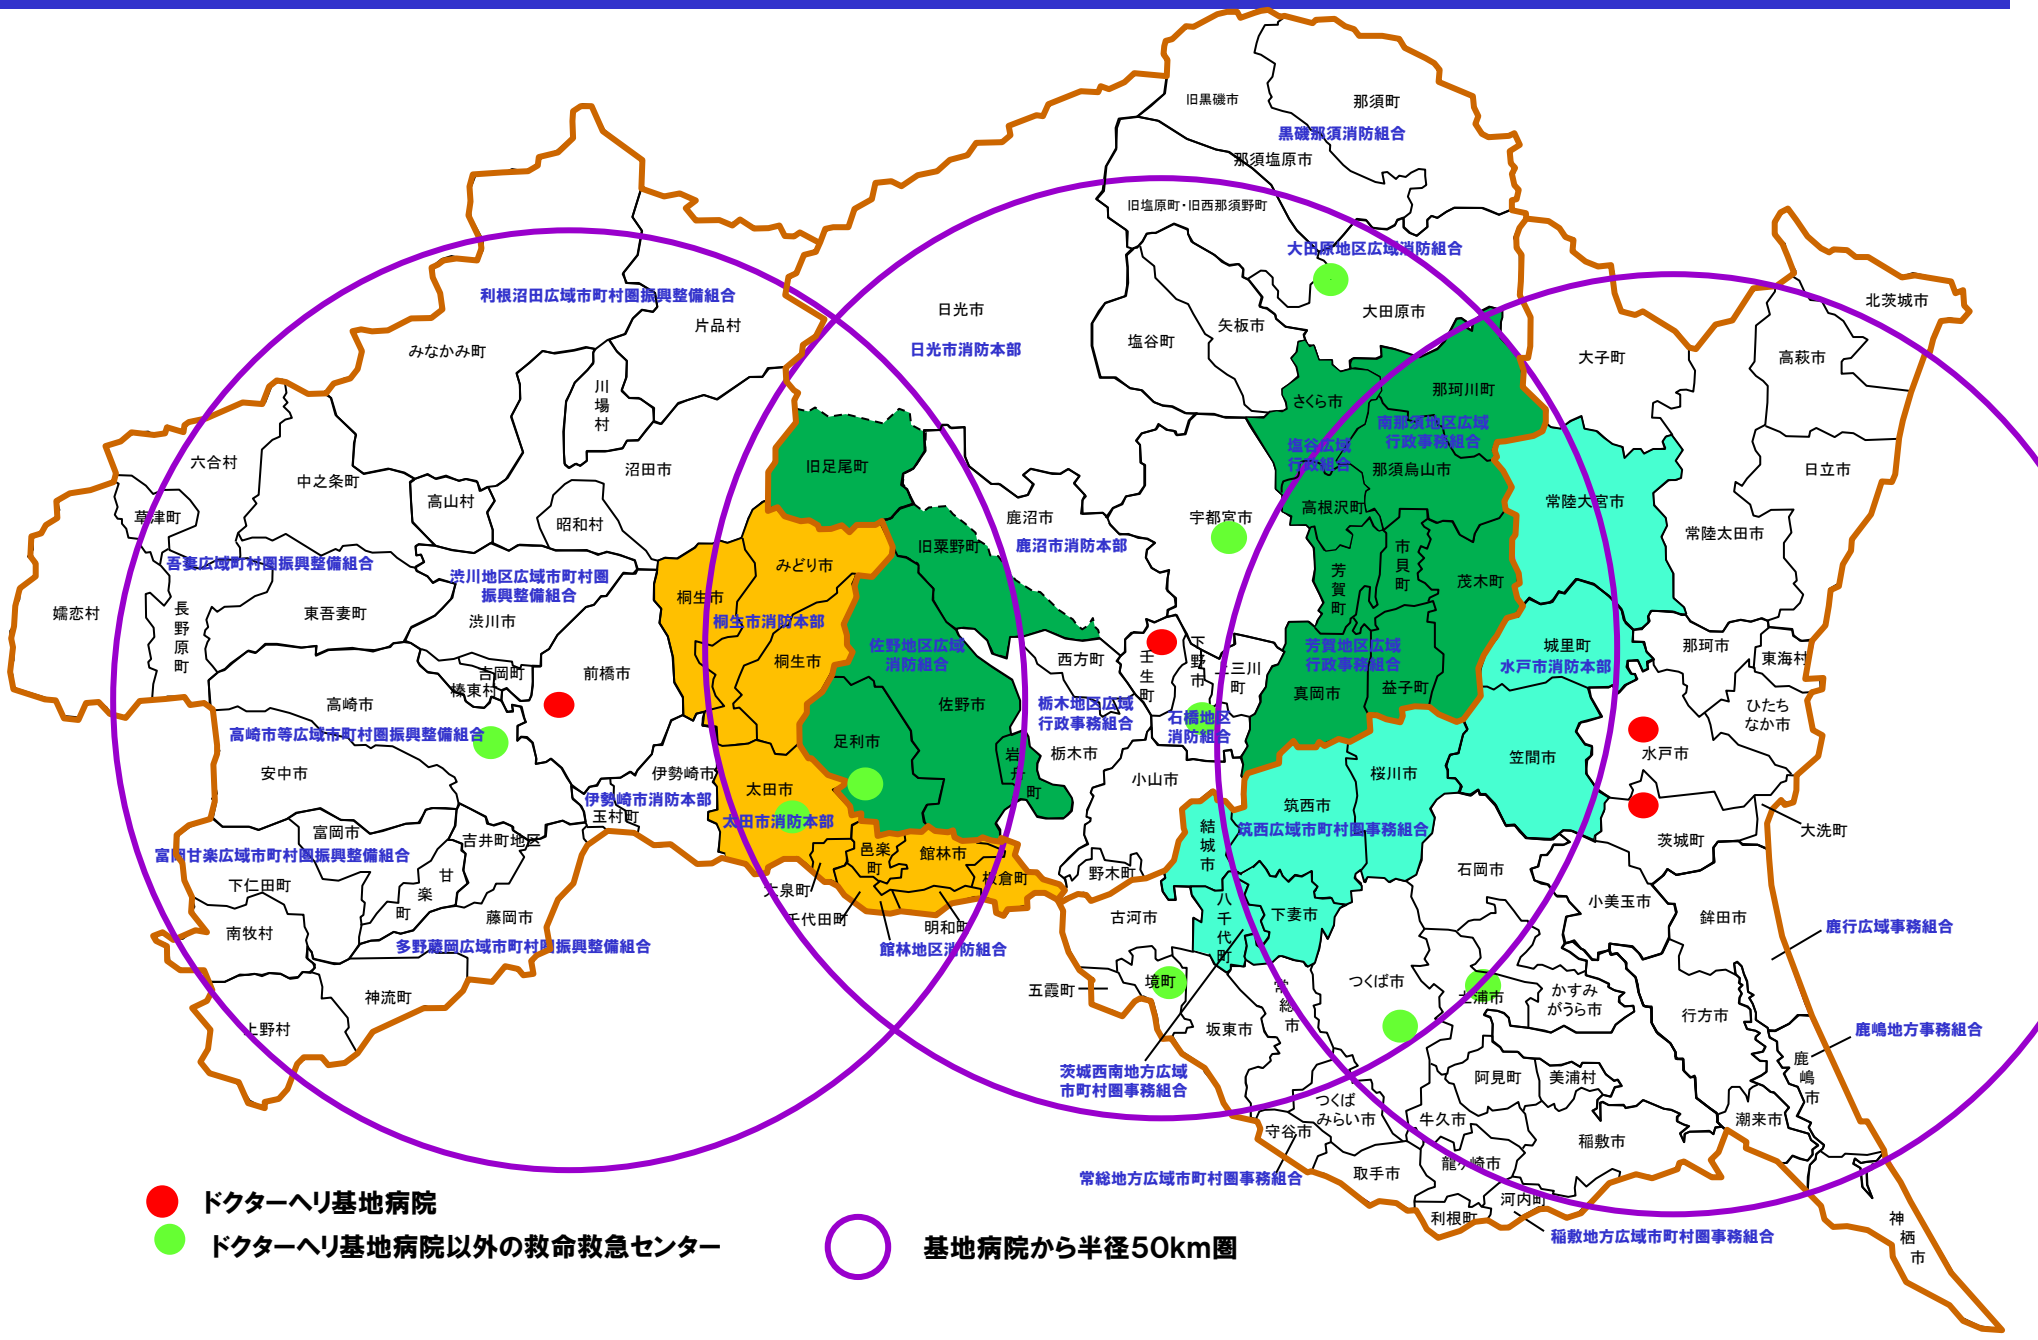 旧黒磯市
那須町
黒磯那須消防組合
那須塩原市
旧塩原町・旧西那須野町
大田原地区広域消防組合
利根沼田広域市町村圏振興整備組合
片品村
みなかみ町
日光市
日光市消防本部
塩谷町
矢板市
大田原市
北茨城市
大子町
高萩市
川場村
さくら市
那珂川町
南那須地区広域
行政事務組合
塩谷広域
行政組合
那須烏山市
六合村
中之条町
沼田市
高山村
旧足尾町
日立市
草津町
昭和村
鹿沼市
鹿沼市消防本部
宇都宮市
高根沢町
常陸大宮市
常陸太田市
旧粟野町
吾妻広域町村圏振興整備組合
渋川地区広域市町村圏
振興整備組合
みどり市
桐生市
桐生市消防本部
桐生市
市貝町
芳賀町
茂木町
嬬恋村
長野原町
東吾妻町
渋川市
佐野地区広域
消防組合
芳賀地区広域
行政事務組合
城里町
水戸市消防本部
那珂市
東海村
吉岡町
榛東村
前橋市
西方町
壬生町
下野市
上三川
町
真岡市
益子町
高崎市
高崎市等広域市町村圏振興整備組合
佐野市
足利市
栃木地区広域
行政事務組合
栃木市
石橋地区
消防組合
ひたち
なか市
水戸市
笠間市
桜川市
安中市
伊勢崎市
伊勢崎市消防本部
玉村町
太田市
太田市消防本部
岩舟町
小山市
筑西市
筑西広域市町村圏事務組合
結城市
茨城町
大洗町
富岡市
富岡甘楽広域市町村圏振興整備組合
吉井町地区
下仁田町
甘楽町
邑楽
町
館林市
板倉町
大泉町
千代田町
明和町
館林地区消防組合
野木町
石岡市
小美玉市
鉾田市
鹿行広域事務組合
藤岡市
南牧村
多野藤岡広域市町村圏振興整備組合
古河市
八千代町
下妻市
神流町
上野村
五霞町
境町
坂東市
常総市
つくば市
土浦市
かすみ
がうら市
行方市
鹿嶋地方事務組合
鹿嶋市
茨城西南地方広域
市町村圏事務組合
阿見町
美浦村
つくば
みらい市
牛久市
潮来市
守谷市
稲敷市
常総地方広域市町村圏事務組合
取手市
龍ヶ崎市
河内町
利根町
稲敷地方広域市町村圏事務組合
神栖市
ドクターヘリ基地病院
ドクターヘリ基地病院以外の救命救急センター
基地病院から半径50km圏